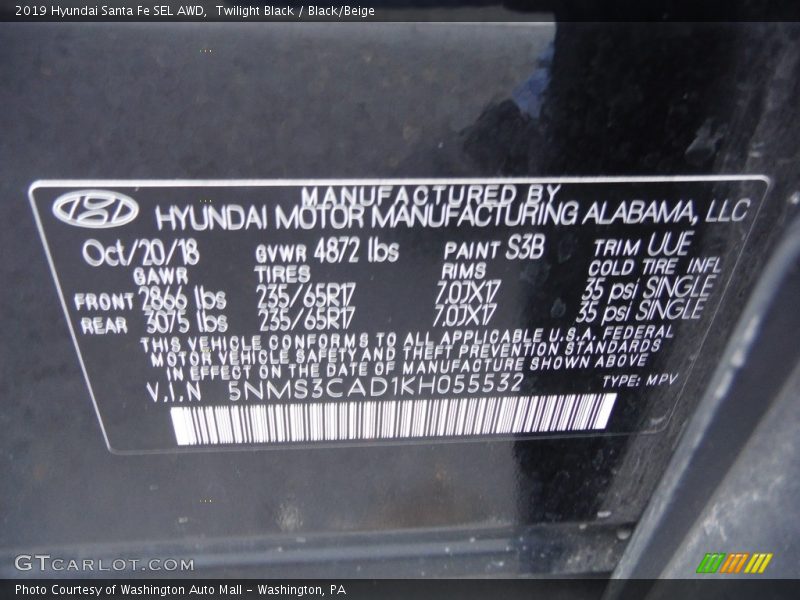 2019 Hyundai Santa Fe SEL AWD, Twilight Black / Black/Beige
MANUFACTURED BY
HYUNDAI MOTOR MANUFACTURING ALABAMA, LLC
Oct/20/18 GVWR 4872 lbs PAINT S3B TRIM UUE
GAWR TIRES RIMS COLD TIRE INFL
FRONT 2866 lbs 235/65R17 7.0JX17 35 psi SINGLE
REAR 3075 lbs 235/65R17 7.0JX17 35 psi SINGLE
THIS VEHICLE CONFORMS TO ALL APPLICABLE U.S.A. FEDERAL
MOTOR VEHICLE SAFETY AND THEFT PREVENTION STANDARDS
IN EFFECT ON THE DATE OF MANUFACTURE SHOWN ABOVE
V.I.N 5NMS3CAD1KH055532 TYPE: MPV
GTCARLOT.COM
Photo Courtesy of Washington Auto Mall - Washington, PA